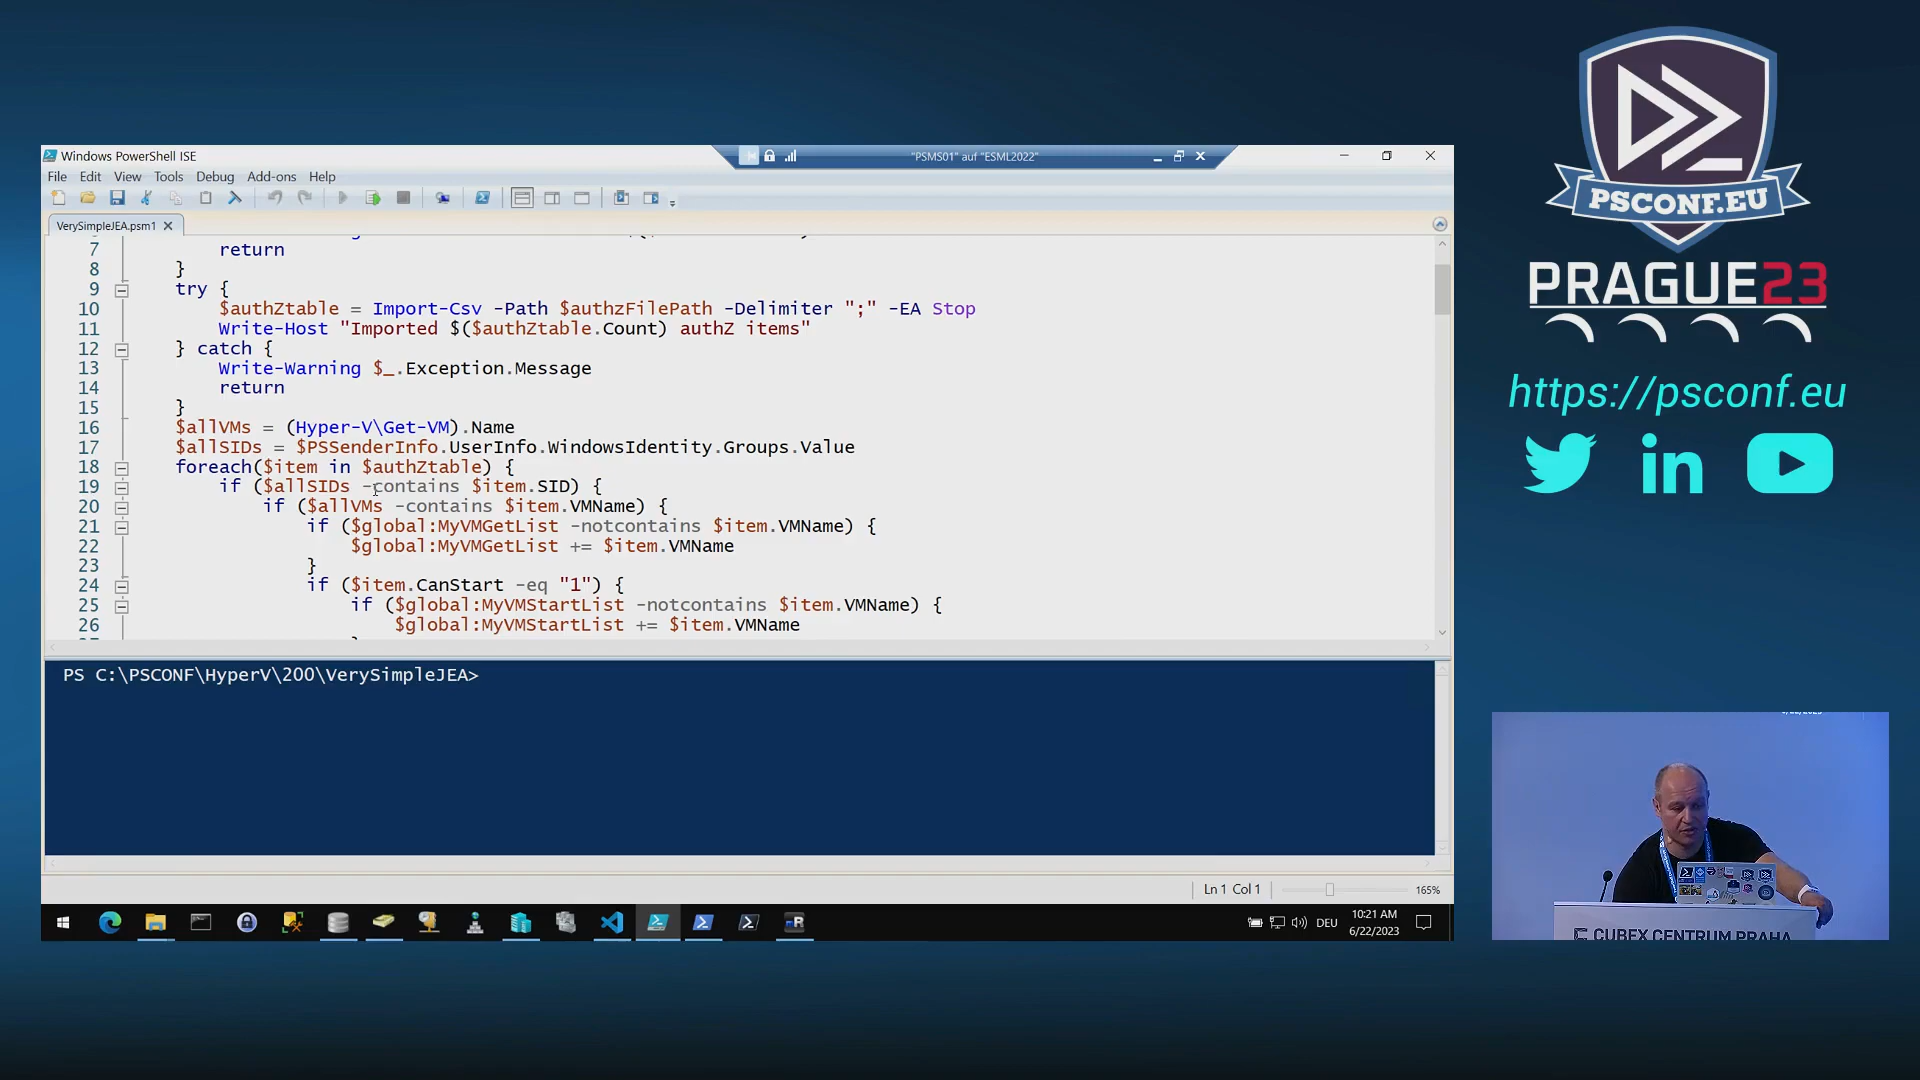 Windows PowerShell ISE
"PSMS01" auf "ESML2022"
File Edit View Tools Debug Add-ons Help
VerySimpleJEA.psm1
7 return
8 }
9 try {
10 $authZtable = Import-Csv -Path $authzFilePath -Delimiter ";" -EA Stop
11 Write-Host "Imported $($authZtable.Count) authZ items"
12 } catch {
13 Write-Warning $_.Exception.Message
14 return
15 }
16 $allVMs = (Hyper-V\Get-VM).Name
17 $allSIDs = $PSSenderInfo.UserInfo.WindowsIdentity.Groups.Value
18 foreach($item in $authZtable) {
19 if ($allSIDs -contains $item.SID) {
20 if ($allVMs -contains $item.VMName) {
21 if ($global:MyVMGetList -notcontains $item.VMName) {
22 $global:MyVMGetList += $item.VMName
23 }
24 if ($item.CanStart -eq "1") {
25 if ($global:MyVMStartList -notcontains $item.VMName) {
26 $global:MyVMStartList += $item.VMName
PS C:\PSCONF\HyperV\200\VerySimpleJEA>
Ln 1 Col 1
165%
DEU
10:21 AM
6/22/2023
PSCONF.EU
PRAGUE23
https://psconf.eu
in
CUBEX CENTRUM PRAHA